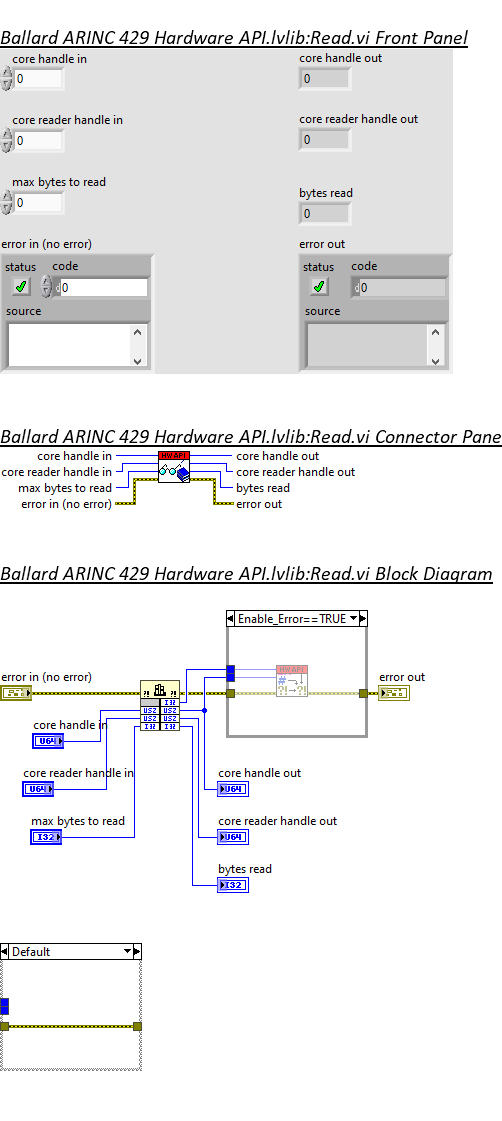 Ballard ARINC 429 Hardware API.lvlib:Read.vi Front Panel
core handle in
core handle out
0
0
core reader handle in
core reader handle out
0
0
max bytes to read
bytes read
0
0
error in (no error)
error out
status code
status code
d0
d0
source
source
Ballard ARINC 429 Hardware API.lvlib:Read.vi Connector Pane
core handle in
HW API
core handle out
core reader handle in
core reader handle out
max bytes to read
bytes read
error in (no error)
error out
Ballard ARINC 429 Hardware API.lvlib:Read.vi Block Diagram
Enable_Error==TRUE
HW API
#
?!→?!
error in (no error)
error out
?! ?!
I32
U64 U64
U64 U64
I32 I32
core handle in
U64
core reader handle in
core handle out
U64
U64
max bytes to read
core reader handle out
I32
U64
bytes read
I32
Default